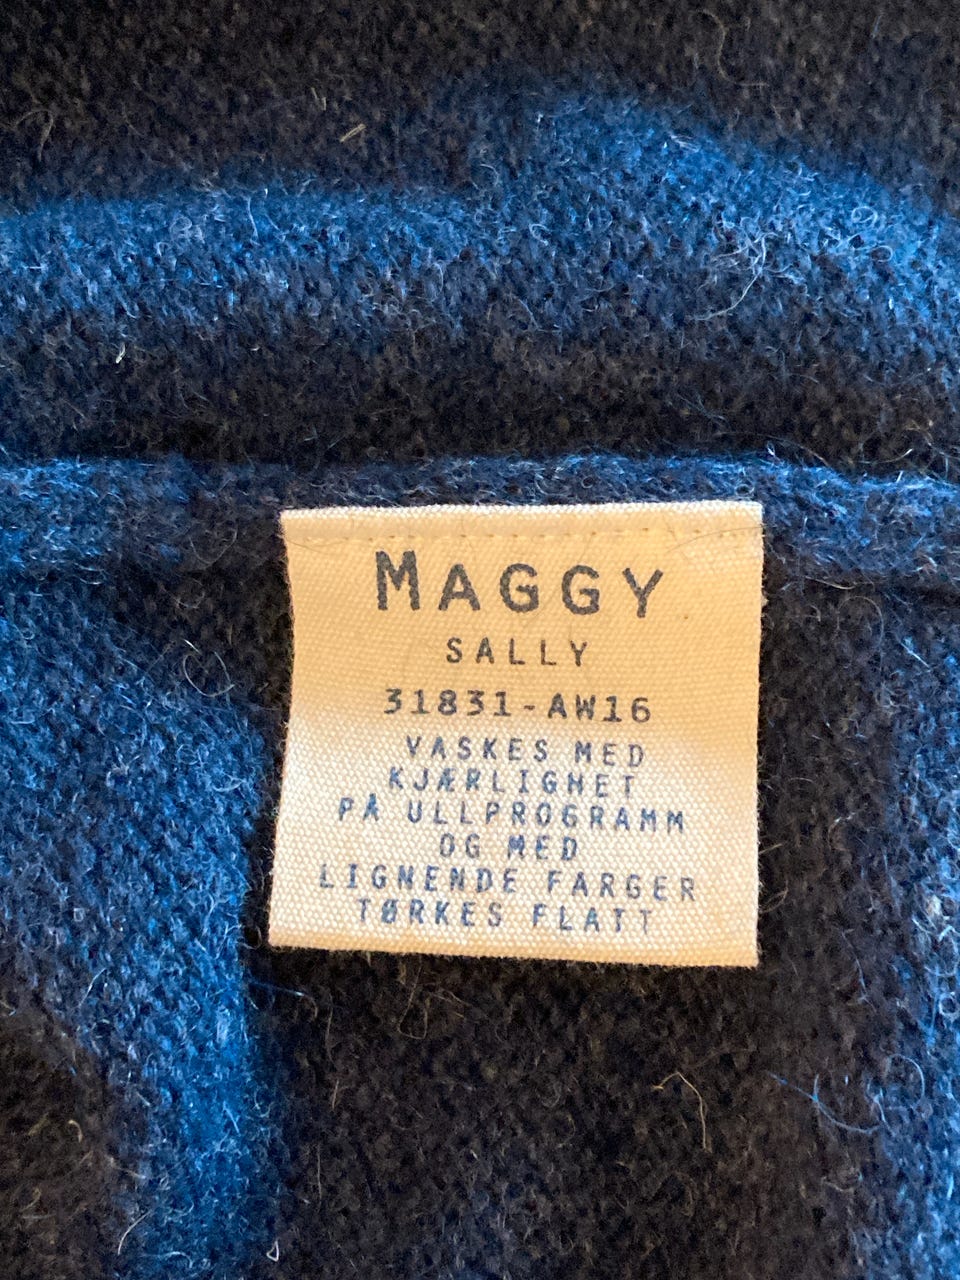 MAGGY
SALLY
31831-AW16
VASKES MED
KJÆRLIGHET
PÅ ULLPROGRAMM
OG MED
LIGNENDE FARGER
TØRKES FLATT